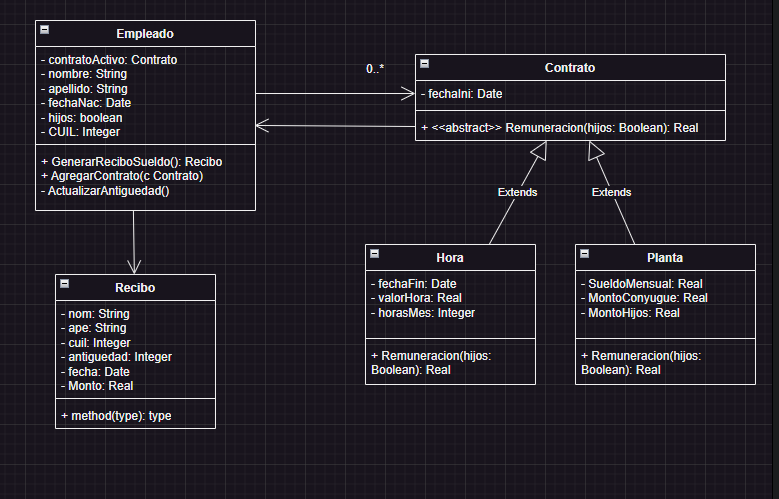 Empleado
- contratoActivo: Contrato
- nombre: String
- apellido: String
- fechaNac: Date
- hijos: boolean
- CUIL: Integer
+ GenerarReciboSueldo(): Recibo
+ AgregarContrato(c Contrato)
- ActualizarAntiguedad()
0..*
Contrato
- fechaIni: Date
+ <<abstract>> Remuneracion(hijos: Boolean): Real
Extends
Extends
Recibo
- nom: String
- ape: String
- cuil: Integer
- antiguedad: Integer
- fecha: Date
- Monto: Real
+ method(type): type
Hora
- fechaFin: Date
- valorHora: Real
- horasMes: Integer
+ Remuneracion(hijos:
Boolean): Real
Planta
- SueldoMensual: Real
- MontoConyugue: Real
- MontoHijos: Real
+ Remuneracion(hijos:
Boolean): Real